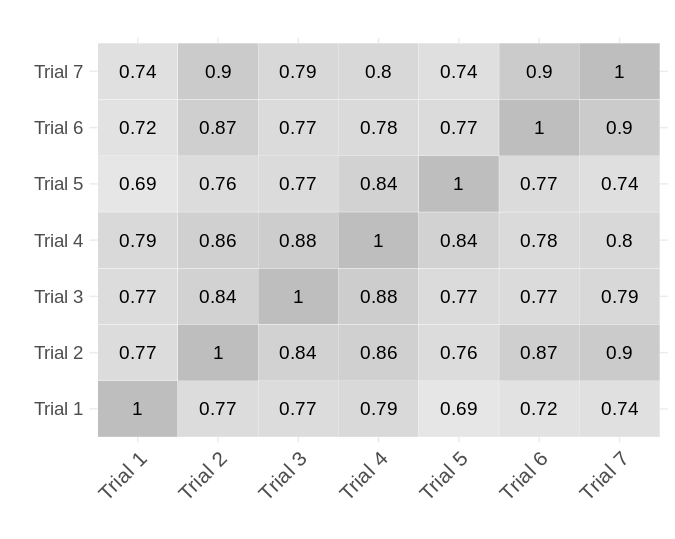 Trial 7 0.74 0.9 0.79 0.8 0.74 0.9 1
Trial 6 0.72 0.87 0.77 0.78 0.77 1 0.9
Trial 5 0.69 0.76 0.77 0.84 1 0.77 0.74
Trial 4 0.79 0.86 0.88 1 0.84 0.78 0.8
Trial 3 0.77 0.84 1 0.88 0.77 0.77 0.79
Trial 2 0.77 1 0.84 0.86 0.76 0.87 0.9
Trial 1 1 0.77 0.77 0.79 0.69 0.72 0.74
Trial 1 Trial 2 Trial 3 Trial 4 Trial 5 Trial 6 Trial 7